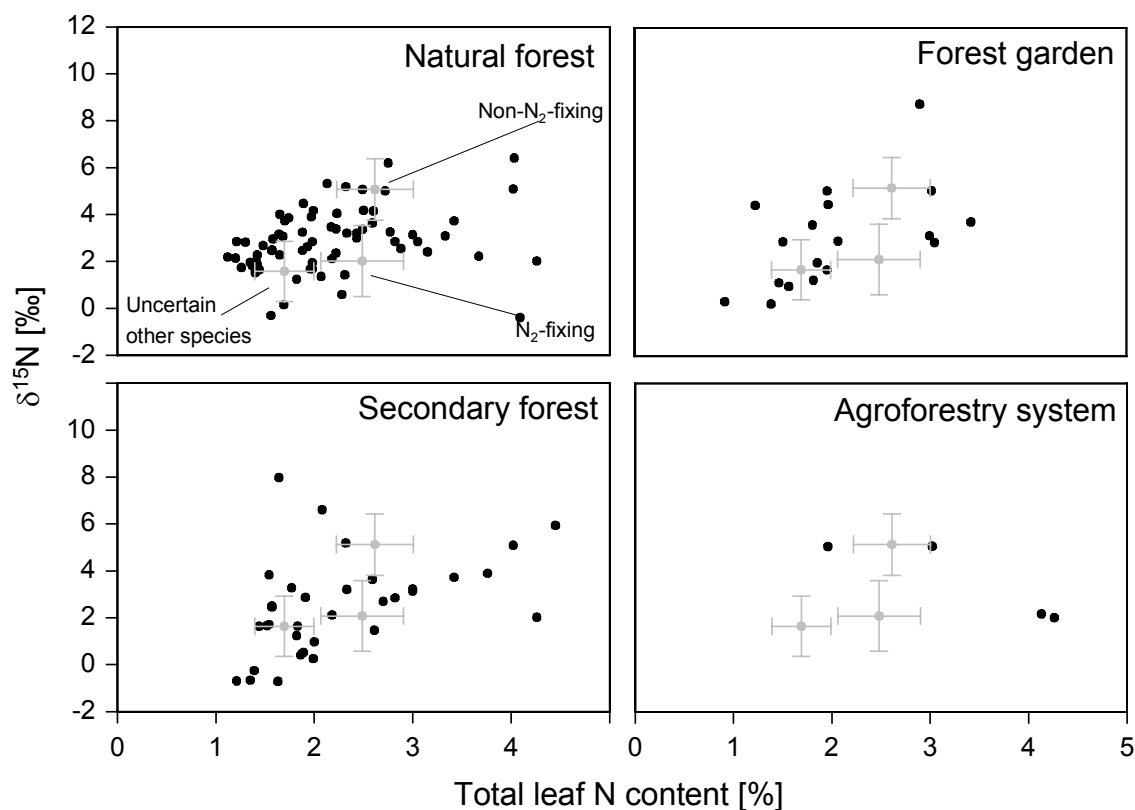 12
10
8
6
4
2
0
-2
Natural forest
Non-N₂-fixing
Uncertain
other species
N₂-fixing
Forest garden
δ¹⁵N [‰]
10
8
6
4
2
0
-2
Secondary forest
Agroforestry system
0 1 2 3 4 0 1 2 3 4 5
Total leaf N content [%]